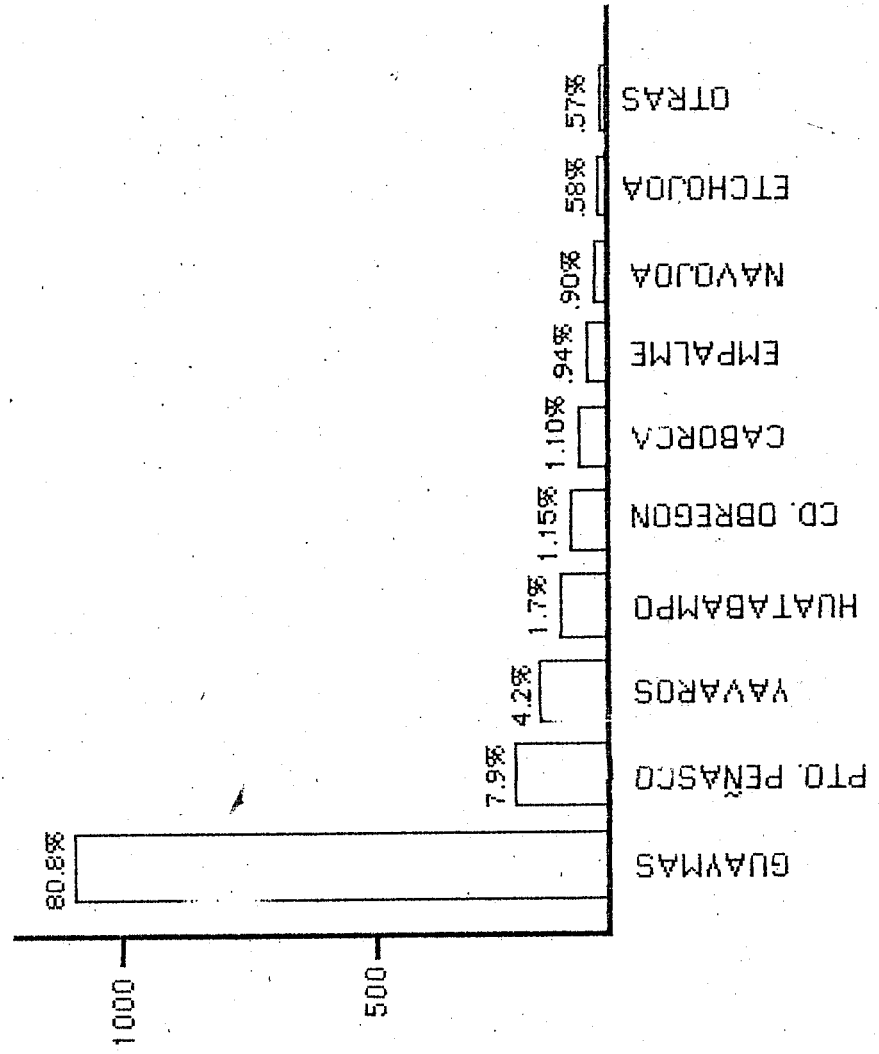 1000
500
80.8%
7.9%
4.2%
1.7%
1.15%
1.10%
.94%
.90%
.58%
.57%
GUAYMAS
PTO. PEÑASCO
YAVAROS
HUATABAMPO
CD. OBREGON
CABORCA
EMPALME
NAVOJOA
ETCHOJOA
OTRAS